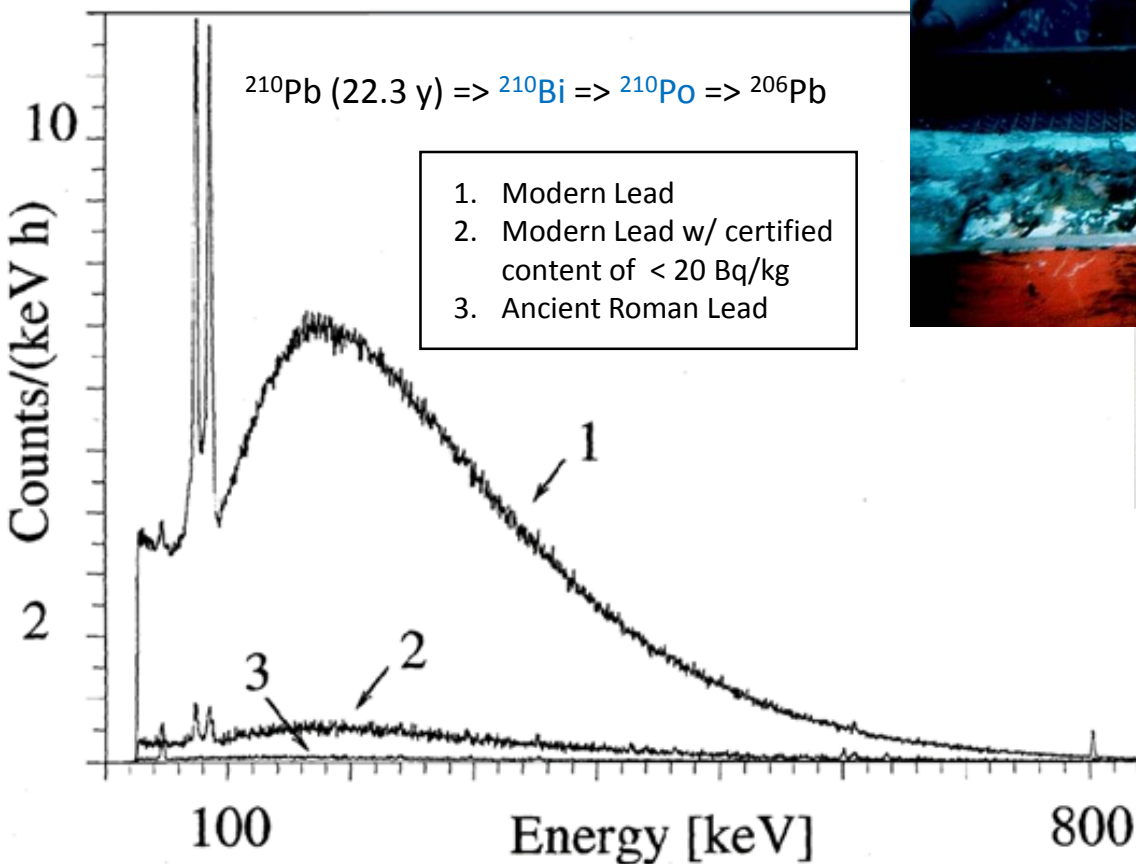 ²¹⁰Pb (22.3 y) => ²¹⁰Bi => ²¹⁰Po => ²⁰⁶Pb
10
1. Modern Lead
2. Modern Lead w/ certified
content of < 20 Bq/kg
3. Ancient Roman Lead
Counts/(keV h)
1
2
2
3
100
Energy [keV]
800